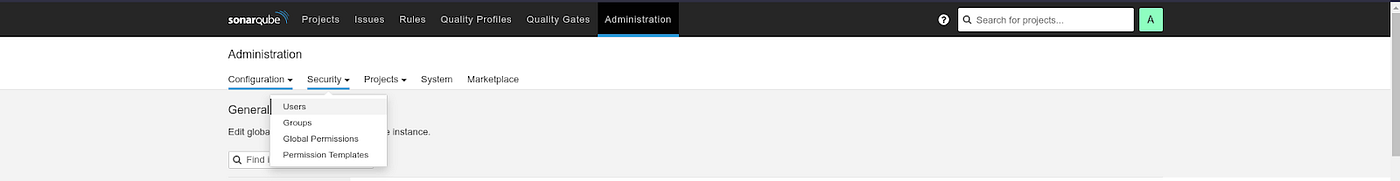 sonarqube Projects Issues Rules Quality Profiles Quality Gates Administration ? Search for projects... A
Administration
Configuration Security Projects System Marketplace
General
Users
Edit globa
e instance.
Groups
Global Permissions
Find i
Permission Templates